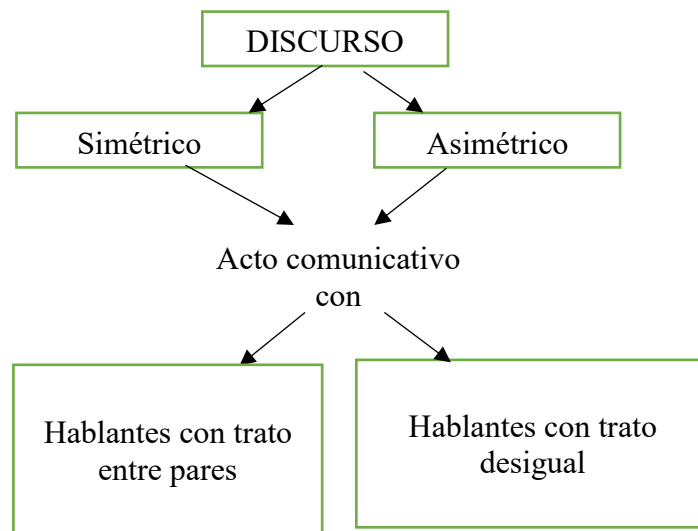 DISCURSO
Simétrico
Asimétrico
Acto comunicativo
con
Hablantes con trato
entre pares
Hablantes con trato
desigual